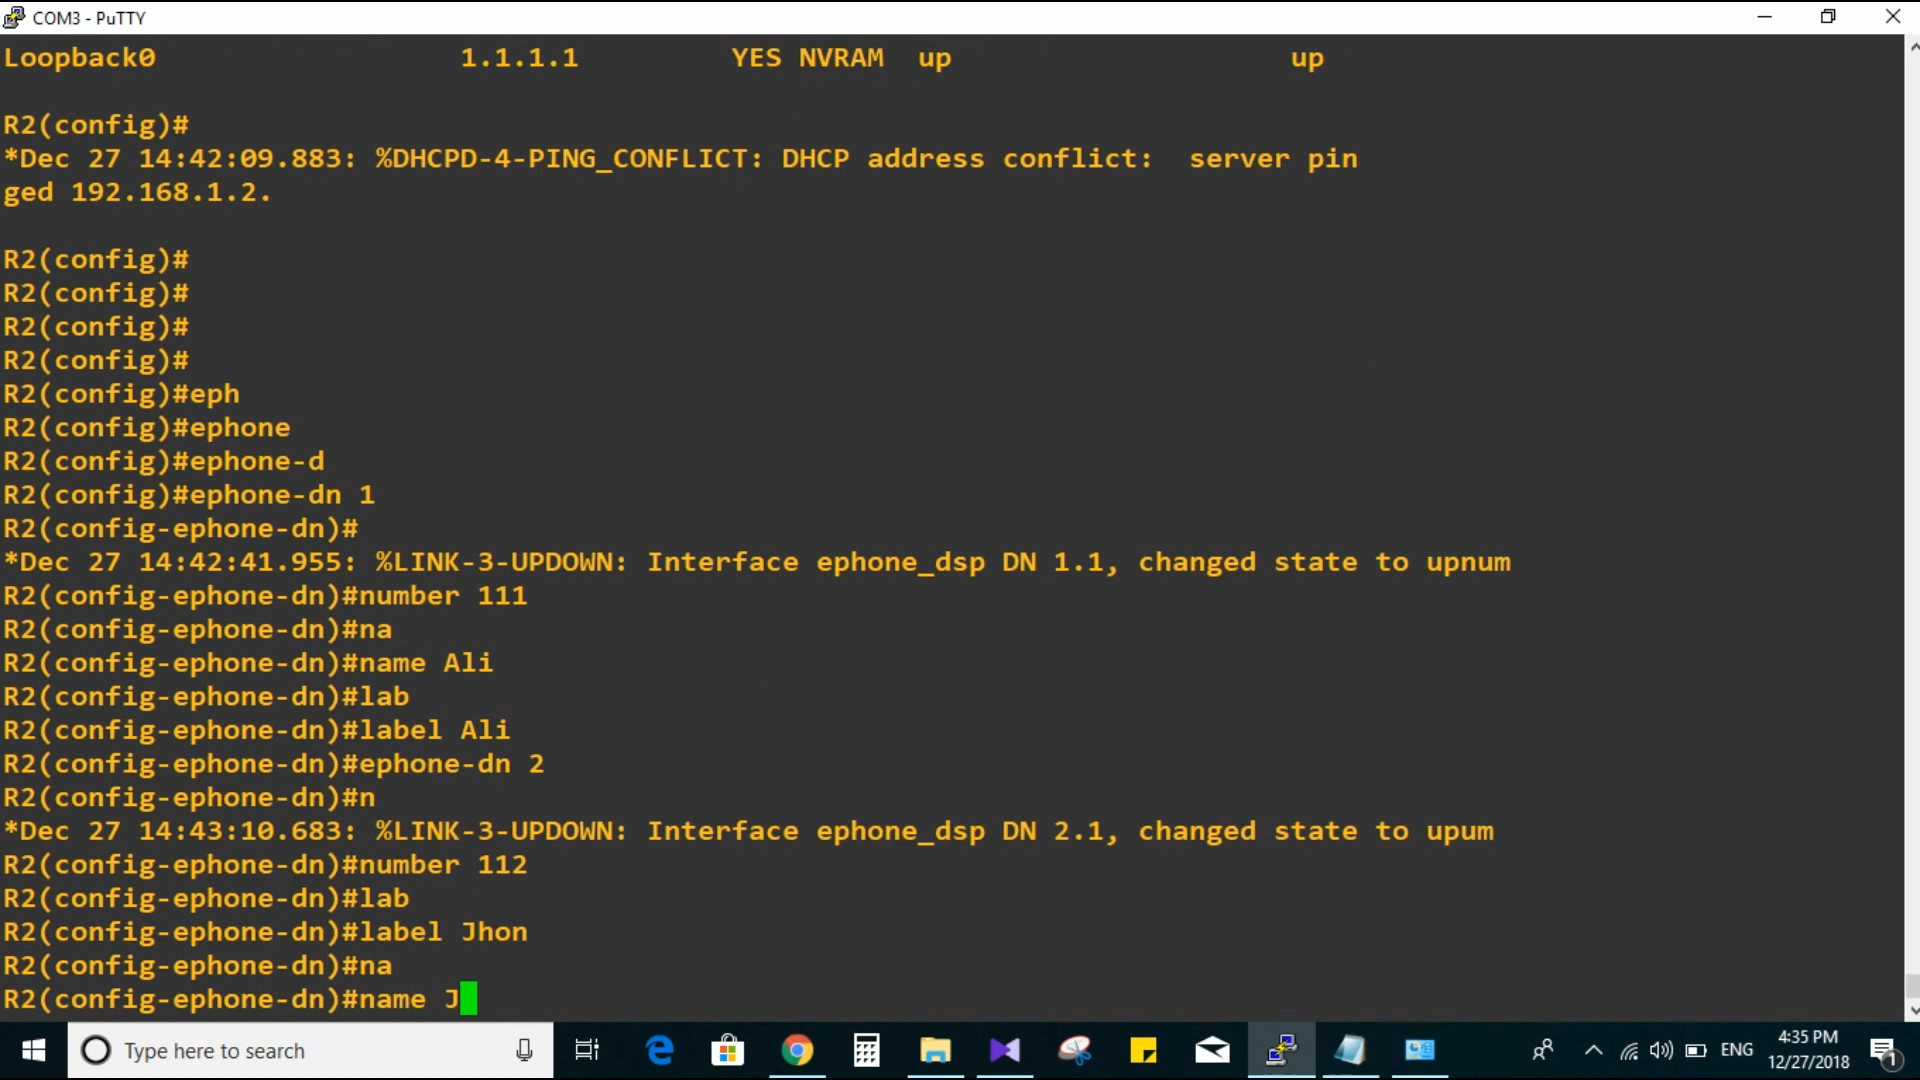 COM3 - PuTTY
Loopback0 1.1.1.1 YES NVRAM up up
R2(config)#
*Dec 27 14:42:09.883: %DHCPD-4-PING_CONFLICT: DHCP address conflict:  server pin
ged 192.168.1.2.
R2(config)#
R2(config)#
R2(config)#
R2(config)#
R2(config)#eph
R2(config)#ephone
R2(config)#ephone-d
R2(config)#ephone-dn 1
R2(config-ephone-dn)#
*Dec 27 14:42:41.955: %LINK-3-UPDOWN: Interface ephone_dsp DN 1.1, changed state to upnum
R2(config-ephone-dn)#number 111
R2(config-ephone-dn)#na
R2(config-ephone-dn)#name Ali
R2(config-ephone-dn)#lab
R2(config-ephone-dn)#label Ali
R2(config-ephone-dn)#ephone-dn 2
R2(config-ephone-dn)#n
*Dec 27 14:43:10.683: %LINK-3-UPDOWN: Interface ephone_dsp DN 2.1, changed state to upum
R2(config-ephone-dn)#number 112
R2(config-ephone-dn)#lab
R2(config-ephone-dn)#label Jhon
R2(config-ephone-dn)#na
R2(config-ephone-dn)#name J
Type here to search
ENG
4:35 PM
12/27/2018
1